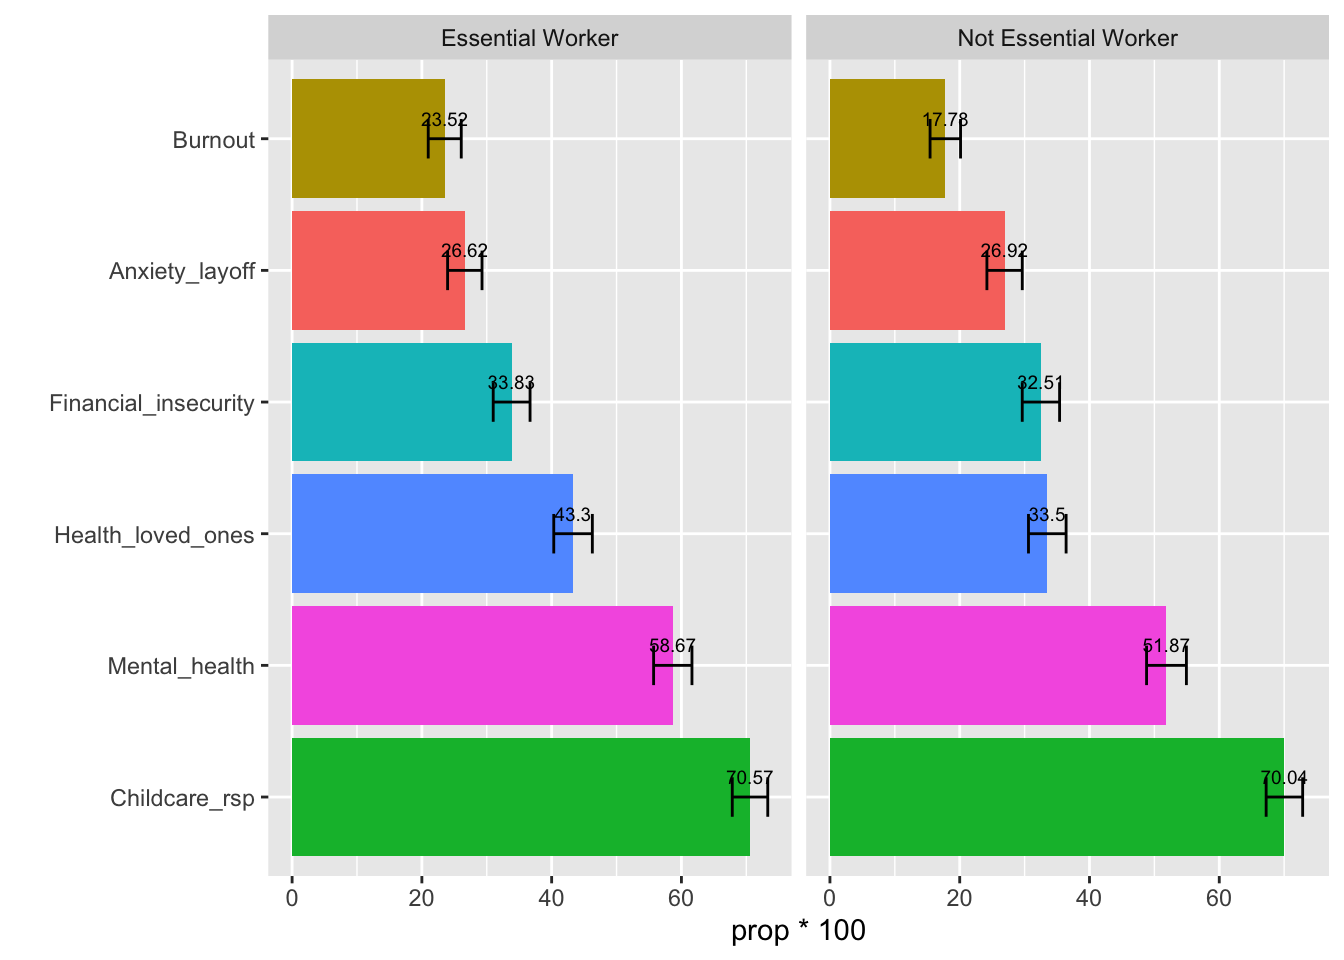 Essential Worker
Not Essential Worker
Burnout
23.52
17.78
Anxiety_layoff
26.62
26.92
Financial_insecurity
33.83
32.51
Health_loved_ones
43.3
33.5
Mental_health
58.67
51.87
Childcare_rsp
70.57
70.04
0 20 40 60 0 20 40 60
prop * 100